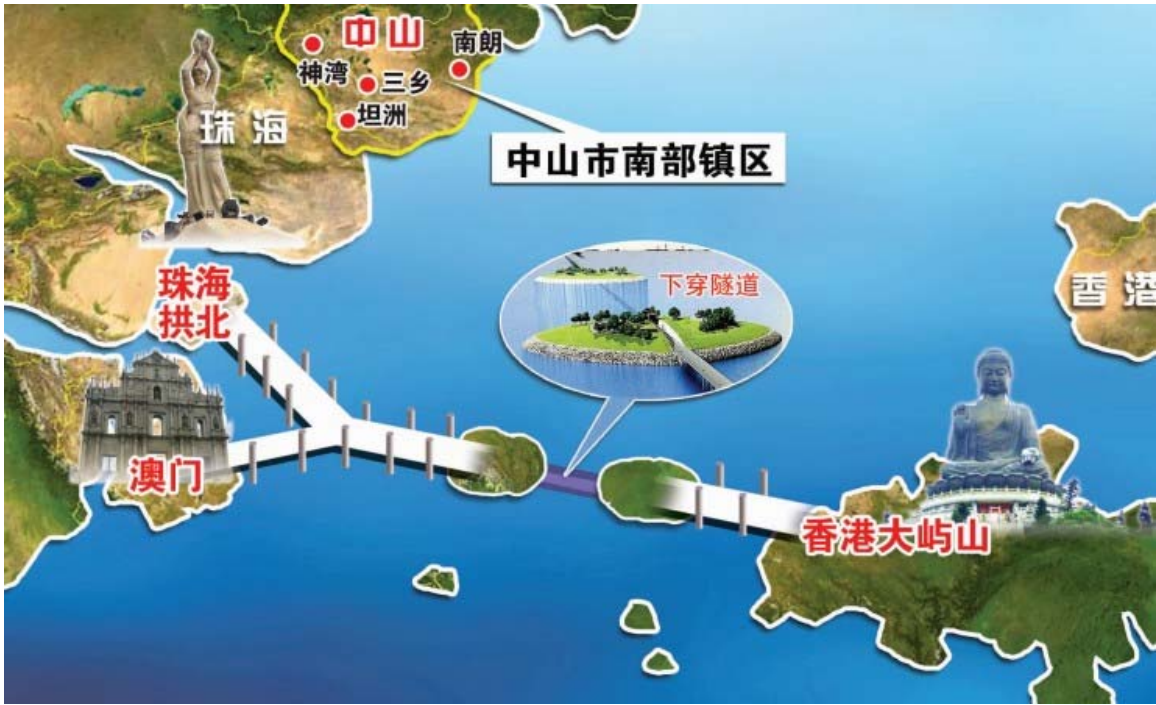 中山
南朗
神湾
三乡
坦洲
珠海
中山市南部镇区
下穿隧道
香港
珠海
拱北
澳门
香港大屿山